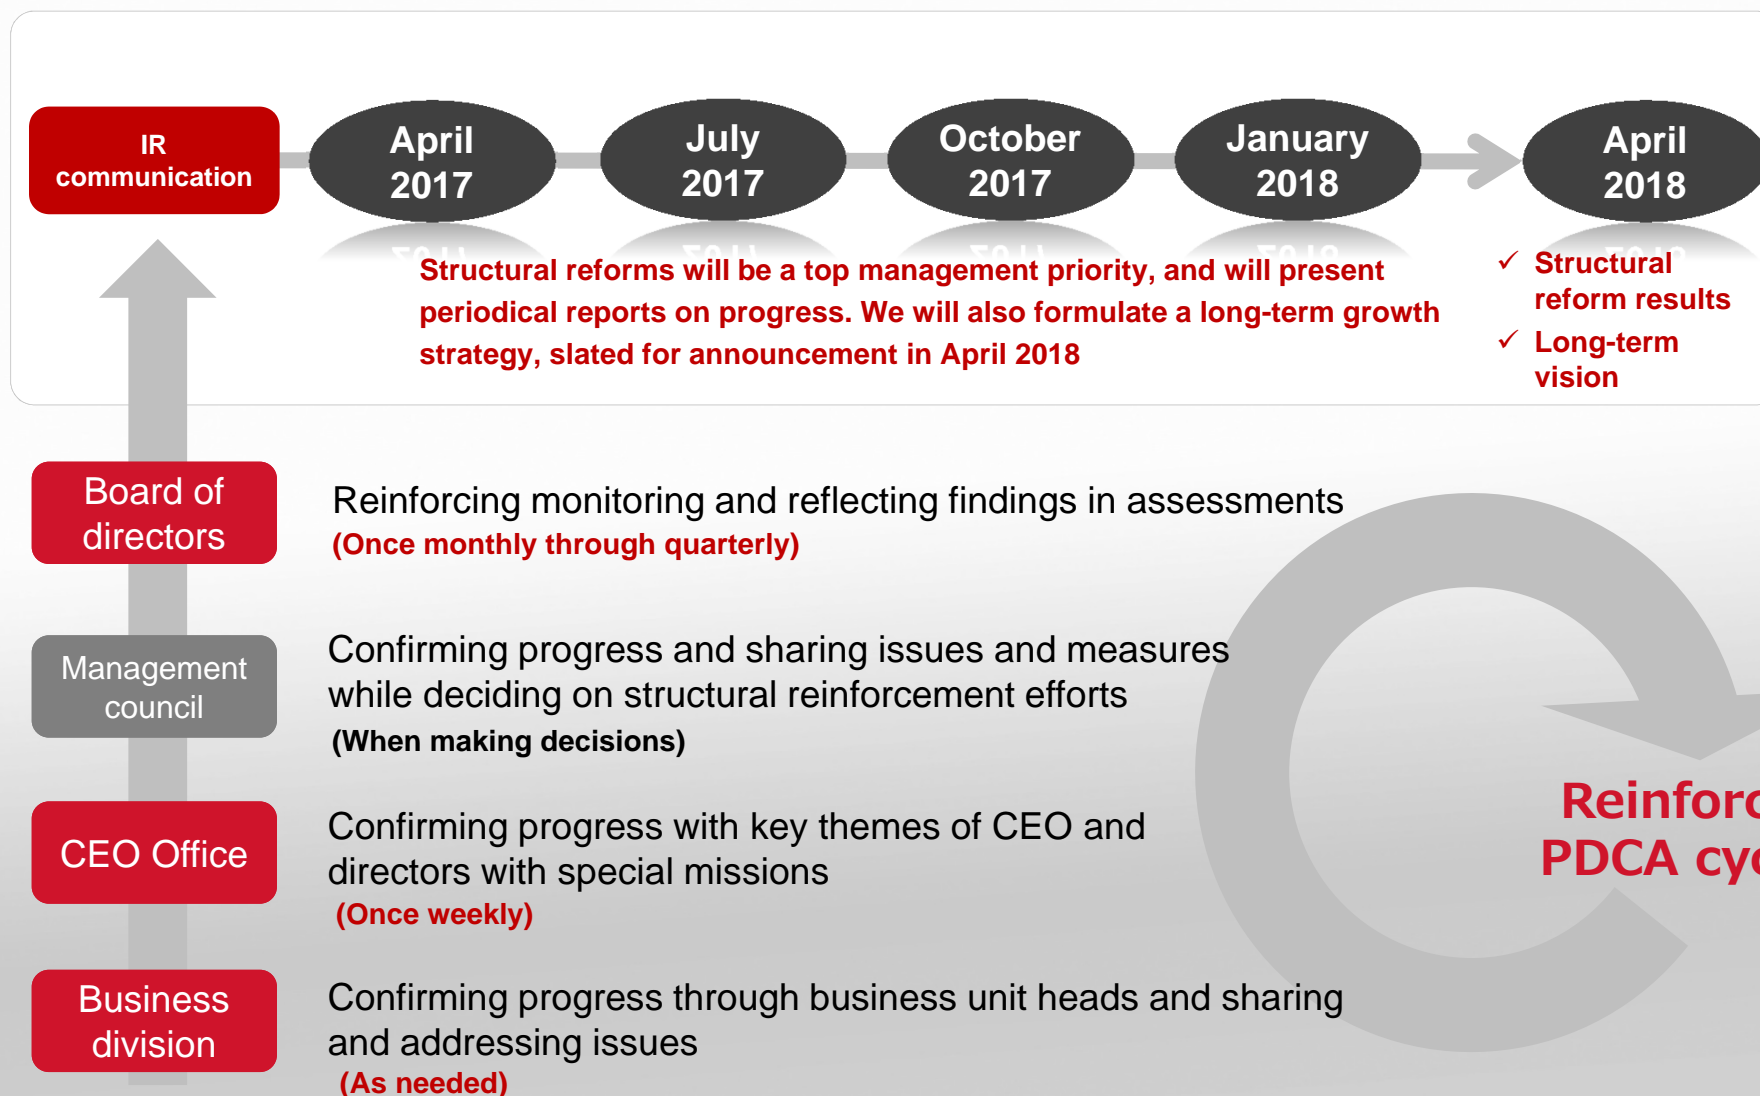 IR
communication
April
2017
July
2017
October
2017
January
2018
April
2018
Structural reforms will be a top management priority, and will present
periodical reports on progress. We will also formulate a long-term growth
strategy, slated for announcement in April 2018
✓ Structural
reform results
✓ Long-term
vision
Board of
directors
Reinforcing monitoring and reflecting findings in assessments
(Once monthly through quarterly)
Management
council
Confirming progress and sharing issues and measures
while deciding on structural reinforcement efforts
(When making decisions)
CEO Office
Confirming progress with key themes of CEO and
directors with special missions
(Once weekly)
Business
division
Confirming progress through business unit heads and sharing
and addressing issues
(As needed)
PDCA